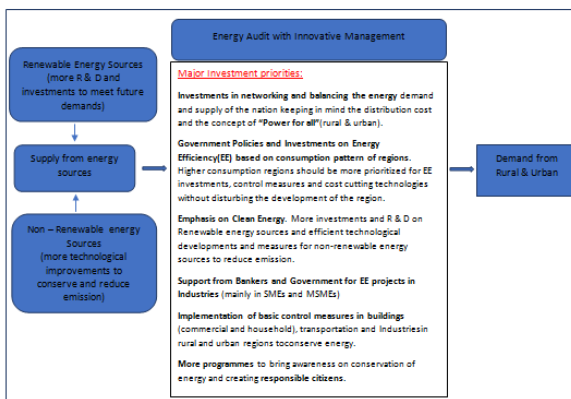 Energy Audit with Innovative Management
Renewable Energy Sources
(more R & D and
investments to meet future
demands)
Supply from energy
sources
Non – Renewable energy
Sources
(more technological
improvements to
conserve and reduce
emission)
Major Investment priorities:
Investments in networking and balancing the energy demand
and supply of the nation keeping in mind the distribution cost
and the concept of “Power for all”(rural & urban).
Government Policies and Investments on Energy
Efficiency(EE) based on consumption pattern of regions.
Higher consumption regions should be more prioritized for EE
investments, control measures and cost cutting technologies
without disturbing the development of the region.
Emphasis on Clean Energy. More investments and R & D on
Renewable energy sources and efficient technological
developments and measures for non-renewable energy
sources to reduce emission.
Support from Bankers and Government for EE projects in
Industries (mainly in SMEs and MSMEs)
Implementation of basic control measures in buildings
(commercial and household), transportation and Industriesin
rural and urban regions toconserve energy.
More programmes to bring awareness on conservation of
energy and creating responsible citizens.
Demand from
Rural & Urban